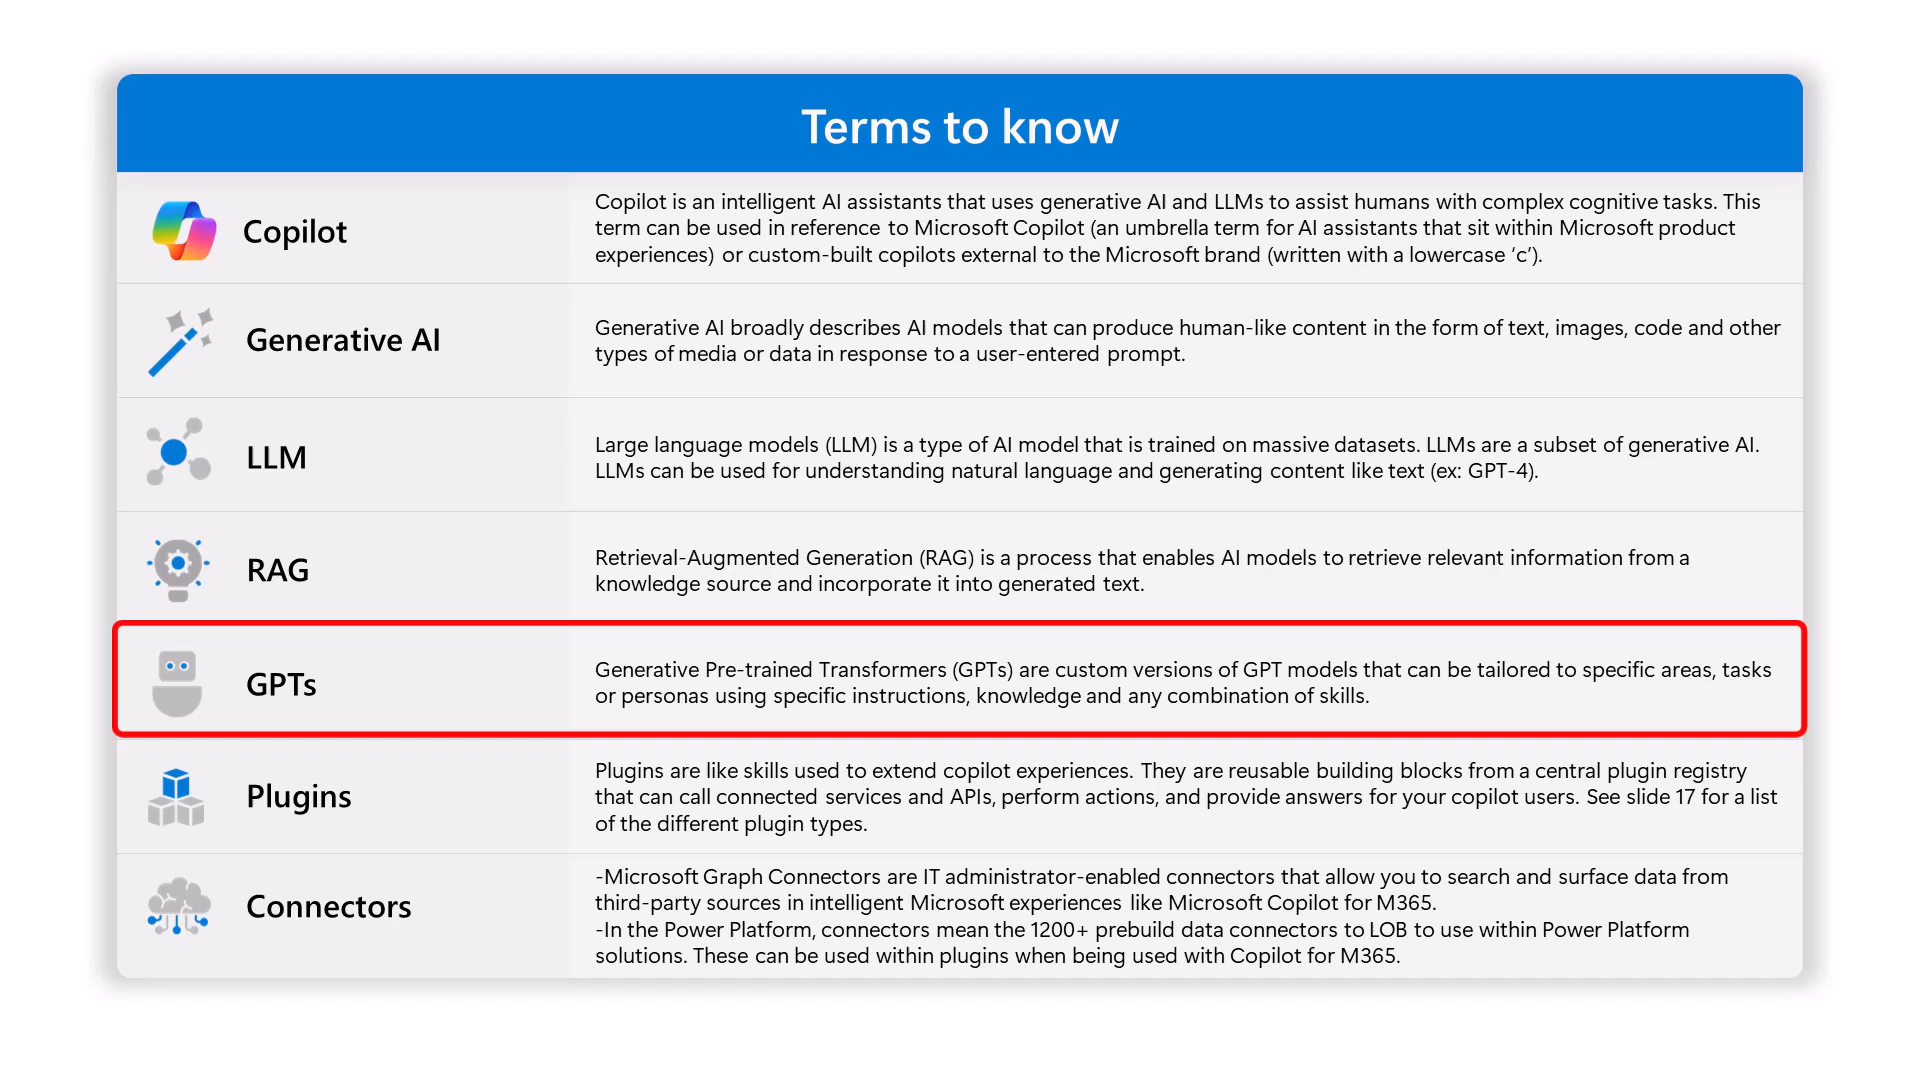 Terms to know
Copilot
Copilot is an intelligent AI assistants that uses generative AI and LLMs to assist humans with complex cognitive tasks. This
term can be used in reference to Microsoft Copilot (an umbrella term for AI assistants that sit within Microsoft product
experiences) or custom-built copilots external to the Microsoft brand (written with a lowercase ‘c’).
Generative AI
Generative AI broadly describes AI models that can produce human-like content in the form of text, images, code and other
types of media or data in response to a user-entered prompt.
LLM
Large language models (LLM) is a type of AI model that is trained on massive datasets. LLMs are a subset of generative AI.
LLMs can be used for understanding natural language and generating content like text (ex: GPT-4).
RAG
Retrieval-Augmented Generation (RAG) is a process that enables AI models to retrieve relevant information from a
knowledge source and incorporate it into generated text.
GPTs
Generative Pre-trained Transformers (GPTs) are custom versions of GPT models that can be tailored to specific areas, tasks
or personas using specific instructions, knowledge and any combination of skills.
Plugins
Plugins are like skills used to extend copilot experiences. They are reusable building blocks from a central plugin registry
that can call connected services and APIs, perform actions, and provide answers for your copilot users. See slide 17 for a list
of the different plugin types.
Connectors
-Microsoft Graph Connectors are IT administrator-enabled connectors that allow you to search and surface data from
third-party sources in intelligent Microsoft experiences like Microsoft Copilot for M365.
-In the Power Platform, connectors mean the 1200+ prebuild data connectors to LOB to use within Power Platform
solutions. These can be used within plugins when being used with Copilot for M365.